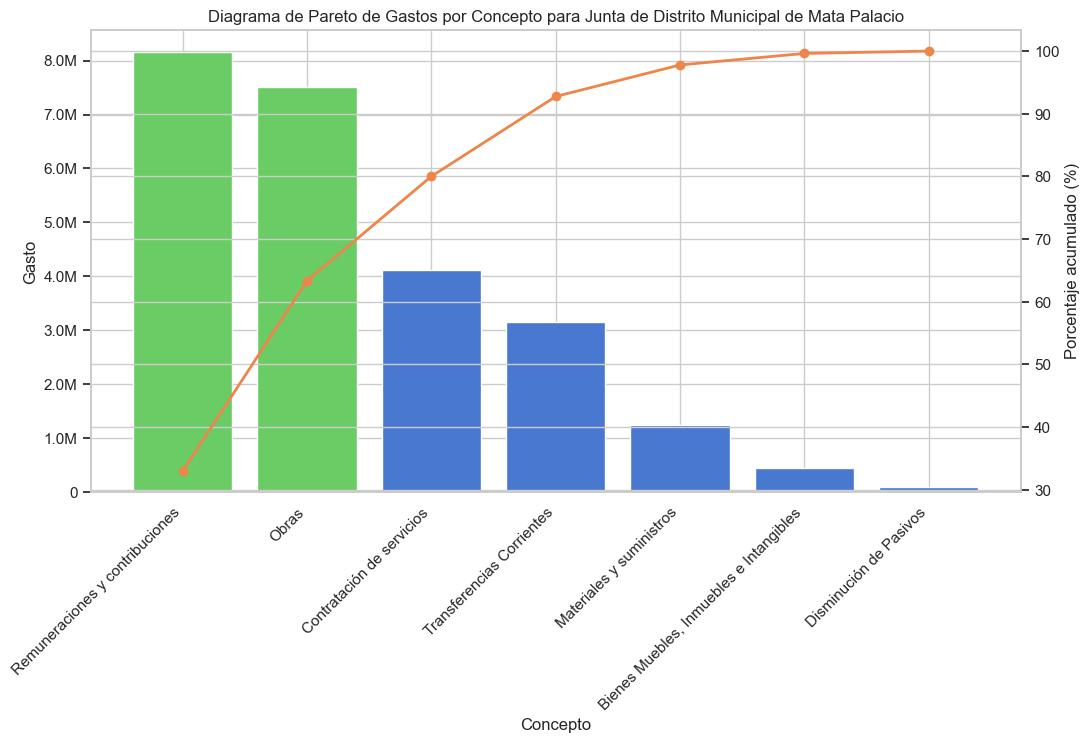 Diagrama de Pareto de Gastos por Concepto para Junta de Distrito Municipal de Mata Palacio
8.0M
7.0M
6.0M
5.0M
4.0M
3.0M
2.0M
1.0M
0
Gasto
100
90
80
70
60
50
40
30
Porcentaje acumulado (%)
Remuneraciones y contribuciones
Obras
Contratación de servicios
Transferencias Corrientes
Materiales y suministros
Bienes Muebles, Inmuebles e Intangibles
Disminución de Pasivos
Concepto